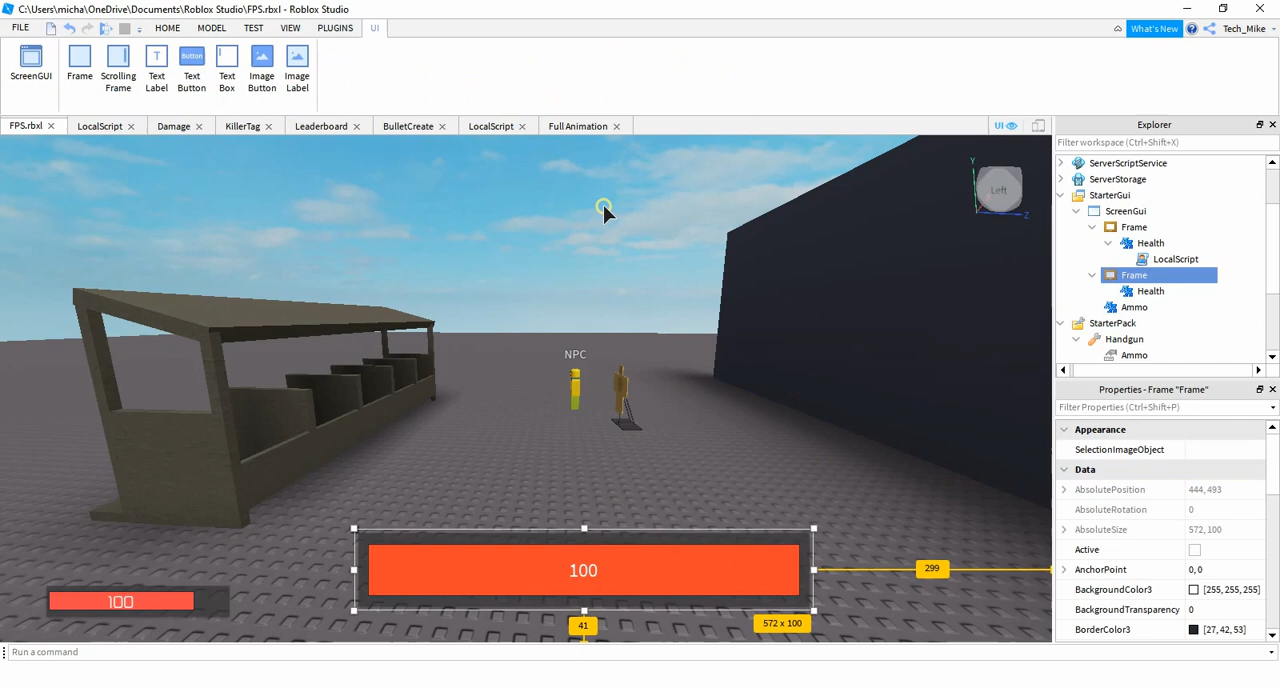 C:\Users\micha\OneDrive\Documents\Roblox Studio\FPS.rbxl - Roblox Studio
FILE HOME MODEL TEST VIEW PLUGINS UI What's New Tech_Mike
ScreenGUI
Frame
Scrolling
Frame
Text
Label
Button
Text
Button
Text
Box
Image
Button
Image
Label
FPS.rbxl LocalScript Damage KillerTag Leaderboard BulletCreate LocalScript Full Animation UI
Left
Y
Z
NPC
100
100
299
41
572 x 100
Explorer
Filter workspace (Ctrl+Shift+X)
ServerScriptService
ServerStorage
StarterGui
ScreenGui
Frame
Health
LocalScript
Frame
Health
Ammo
StarterPack
Handgun
Ammo
Properties - Frame "Frame"
Filter Properties (Ctrl+Shift+P)
Appearance
SelectionImageObject
Data
AbsolutePosition 444, 493
AbsoluteRotation 0
AbsoluteSize 572, 100
Active
AnchorPoint 0, 0
BackgroundColor3 [255,255,255]
BackgroundTransparency 0
BorderColor3 [27,42,53]
Run a command